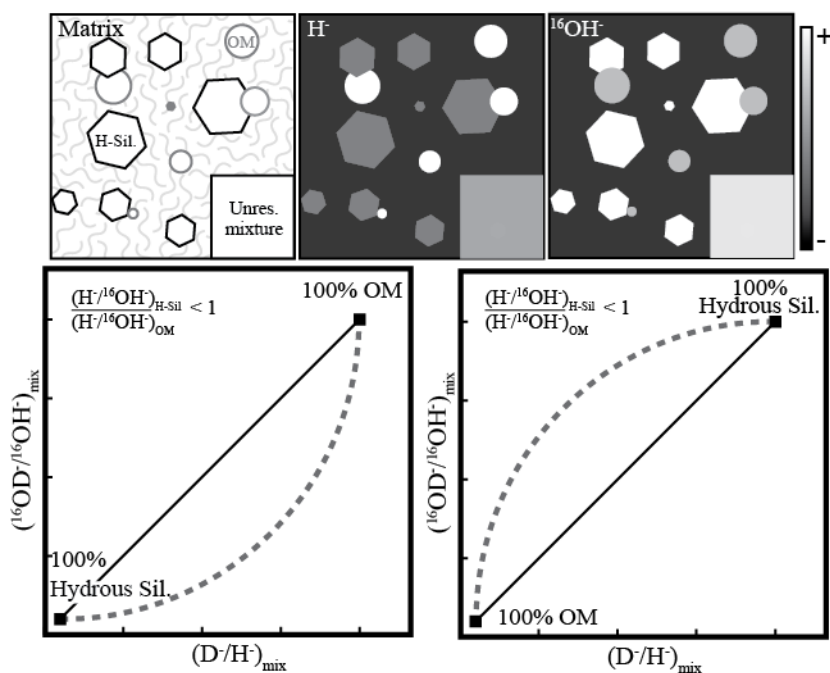 Matrix
OM
H-Sil.
Unres.
mixture
H-
16OH-
+
-
(H-/16OH-)H-Sil
(H-/16OH-)OM
< 1
100% OM
100%
Hydrous Sil.
(16OD-/16OH-)mix
(D-/H-)mix
(H-/16OH-)H-Sil
(H-/16OH-)OM
< 1
100%
Hydrous Sil.
100% OM
(16OD-/16OH-)mix
(D-/H-)mix